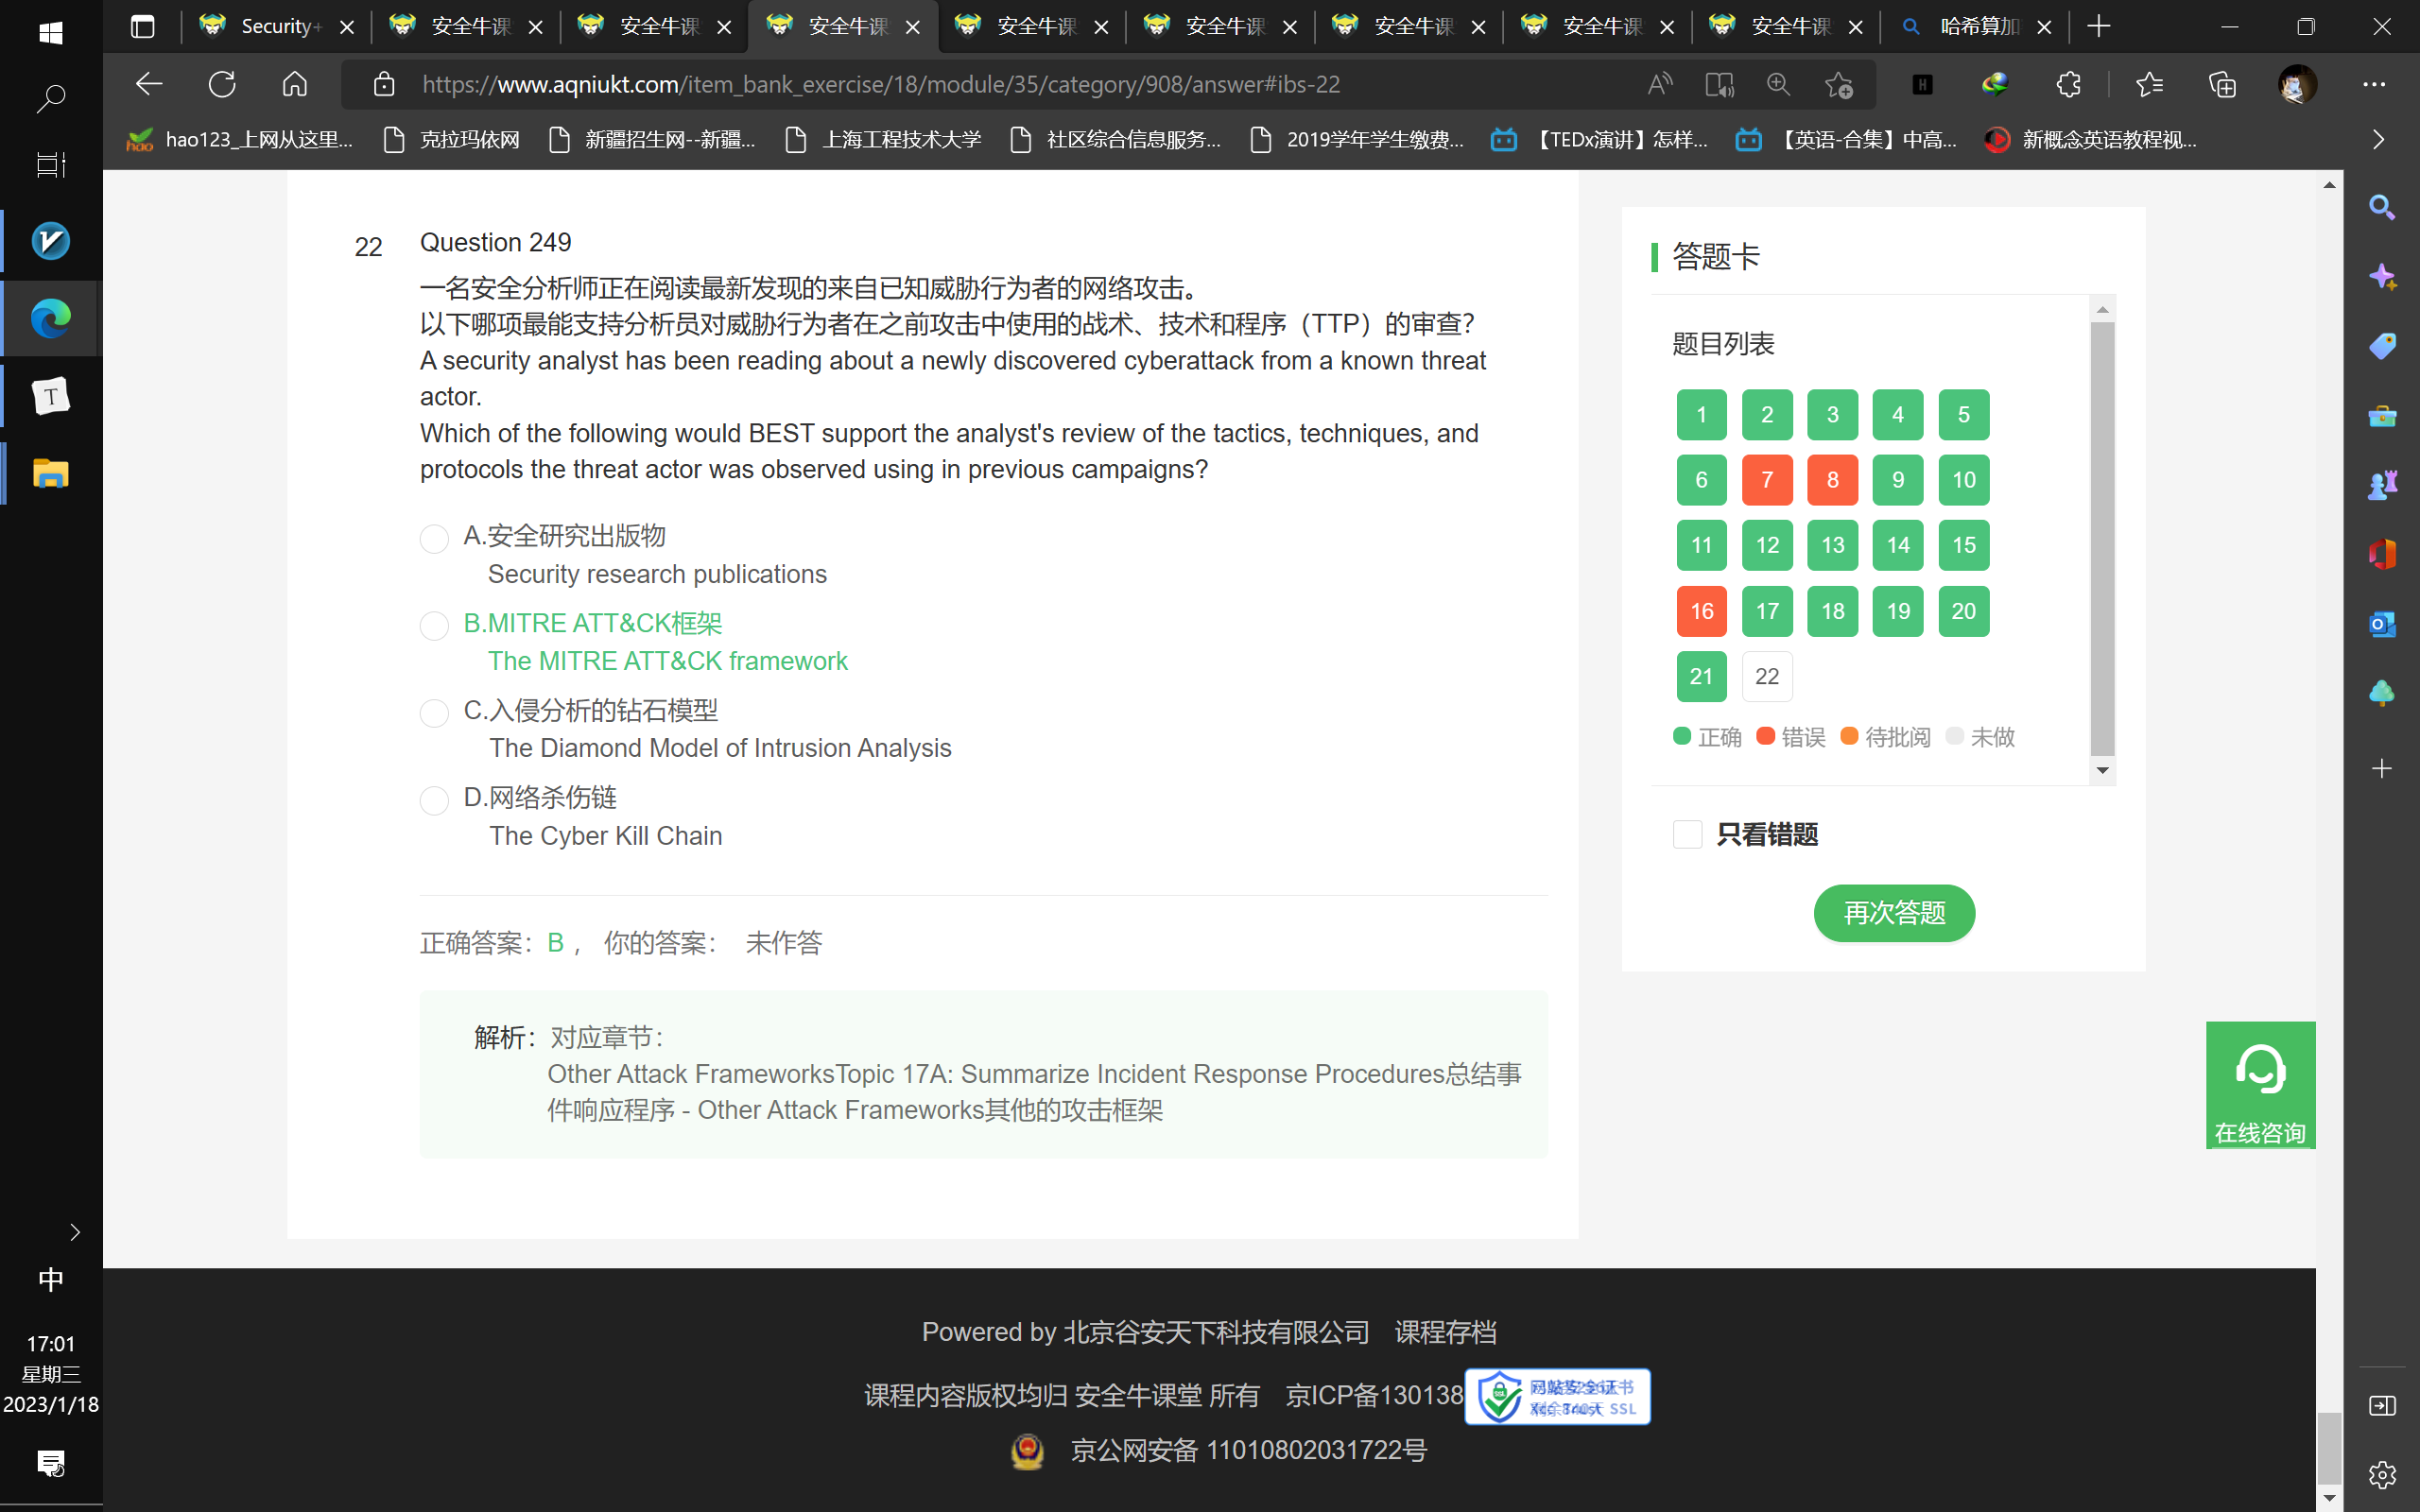 Security+
安全牛课
安全牛课
安全牛课
安全牛课
安全牛课
安全牛课
安全牛课
安全牛课
哈希算加
https://www.aqniukt.com/item_bank_exercise/18/module/35/category/908/answer#ibs-22
hao123_上网从这里...
克拉玛依网
新疆招生网--新疆...
上海工程技术大学
社区综合信息服务...
2019学年学生缴费...
【TEDx演讲】怎样...
【英语-合集】中高...
新概念英语教程视...
22
Question 249
一名安全分析师正在阅读最新发现的来自已知威胁行为者的网络攻击。
以下哪项最能支持分析员对威胁行为者在之前攻击中使用的战术、技术和程序（TTP）的审查？
A security analyst has been reading about a newly discovered cyberattack from a known threat
actor.
Which of the following would BEST support the analyst's review of the tactics, techniques, and
protocols the threat actor was observed using in previous campaigns?
A.安全研究出版物
Security research publications
B.MITRE ATT&CK框架
The MITRE ATT&CK framework
C.入侵分析的钻石模型
The Diamond Model of Intrusion Analysis
D.网络杀伤链
The Cyber Kill Chain
正确答案：B ， 你的答案： 未作答
解析：对应章节：
Other Attack FrameworksTopic 17A: Summarize Incident Response Procedures总结事
件响应程序 - Other Attack Frameworks其他的攻击框架
答题卡
题目列表
1 2 3 4 5
6 7 8 9 10
11 12 13 14 15
16 17 18 19 20
21 22
正确 错误 待批阅 未做
只看错题
再次答题
在线咨询
Powered by 北京谷安天下科技有限公司 课程存档
课程内容版权均归 安全牛课堂 所有 京ICP备130138
SSL
京公网安备 11010802031722号
中
17:01
星期三
2023/1/18